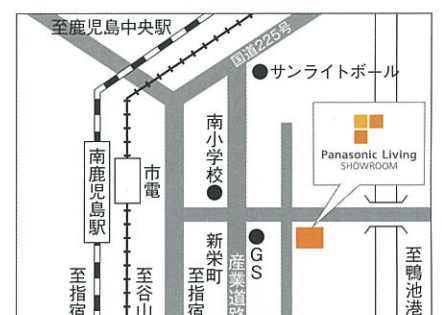 至鹿児島中央駅
国道225号
サンライトボール
南小学校
Panasonic Living
SHOWROOM
南鹿児島駅
市電
新栄町
GS
産業道路
至指宿
至谷山
至指宿
至鴨池港